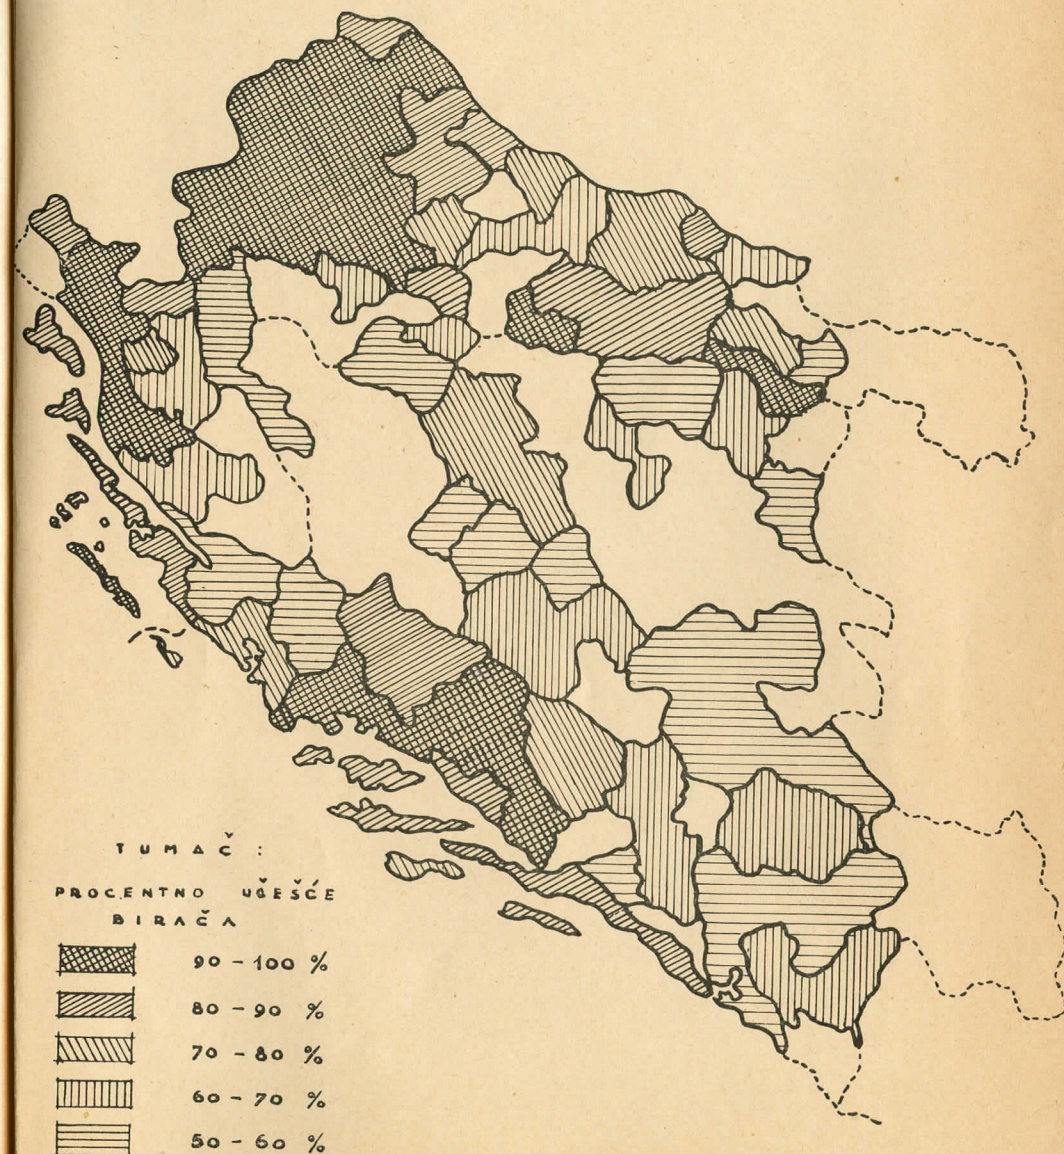 TUMAČ :
PROCENTNO UČEŠĆE
BIRAČA
90 - 100 %
80 - 90 %
70 - 80 %
60 - 70 %
50 - 60 %